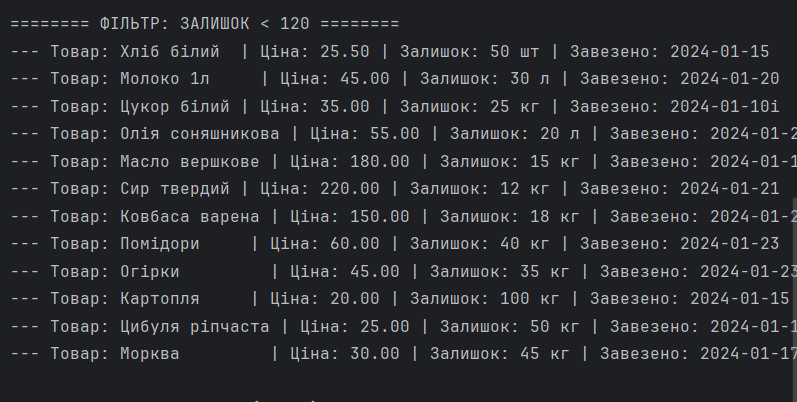 ======== ФІЛЬТР: ЗАЛИШОК < 120 ========
--- Товар: Хліб білий  | Ціна: 25.50 | Залишок: 50 шт | Завезено: 2024-01-15
--- Товар: Молоко 1л     | Ціна: 45.00 | Залишок: 30 л | Завезено: 2024-01-20
--- Товар: Цукор білий | Ціна: 35.00 | Залишок: 25 кг | Завезено: 2024-01-10і
--- Товар: Олія соняшникова | Ціна: 55.00 | Залишок: 20 л | Завезено: 2024-01-2
--- Товар: Масло вершкове | Ціна: 180.00 | Залишок: 15 кг | Завезено: 2024-01-1
--- Товар: Сир твердий | Ціна: 220.00 | Залишок: 12 кг | Завезено: 2024-01-21
--- Товар: Ковбаса варена | Ціна: 150.00 | Залишок: 18 кг | Завезено: 2024-01-2
--- Товар: Помідори     | Ціна: 60.00 | Залишок: 40 кг | Завезено: 2024-01-23
--- Товар: Огірки         | Ціна: 45.00 | Залишок: 35 кг | Завезено: 2024-01-23
--- Товар: Картопля     | Ціна: 20.00 | Залишок: 100 кг | Завезено: 2024-01-15
--- Товар: Цибуля ріпчаста | Ціна: 25.00 | Залишок: 50 кг | Завезено: 2024-01-1
--- Товар: Морква         | Ціна: 30.00 | Залишок: 45 кг | Завезено: 2024-01-17